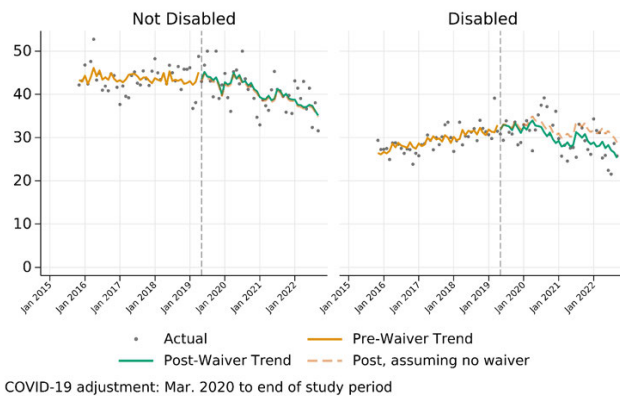 Not Disabled
Disabled
50
40
30
20
10
0
Jan 2015
Jan 2016
Jan 2017
Jan 2018
Jan 2019
Jan 2020
Jan 2021
Jan 2022
Jan 2015
Jan 2016
Jan 2017
Jan 2018
Jan 2019
Jan 2020
Jan 2021
Jan 2022
Actual
Pre-Waiver Trend
Post-Waiver Trend
Post, assuming no waiver
COVID-19 adjustment: Mar. 2020 to end of study period